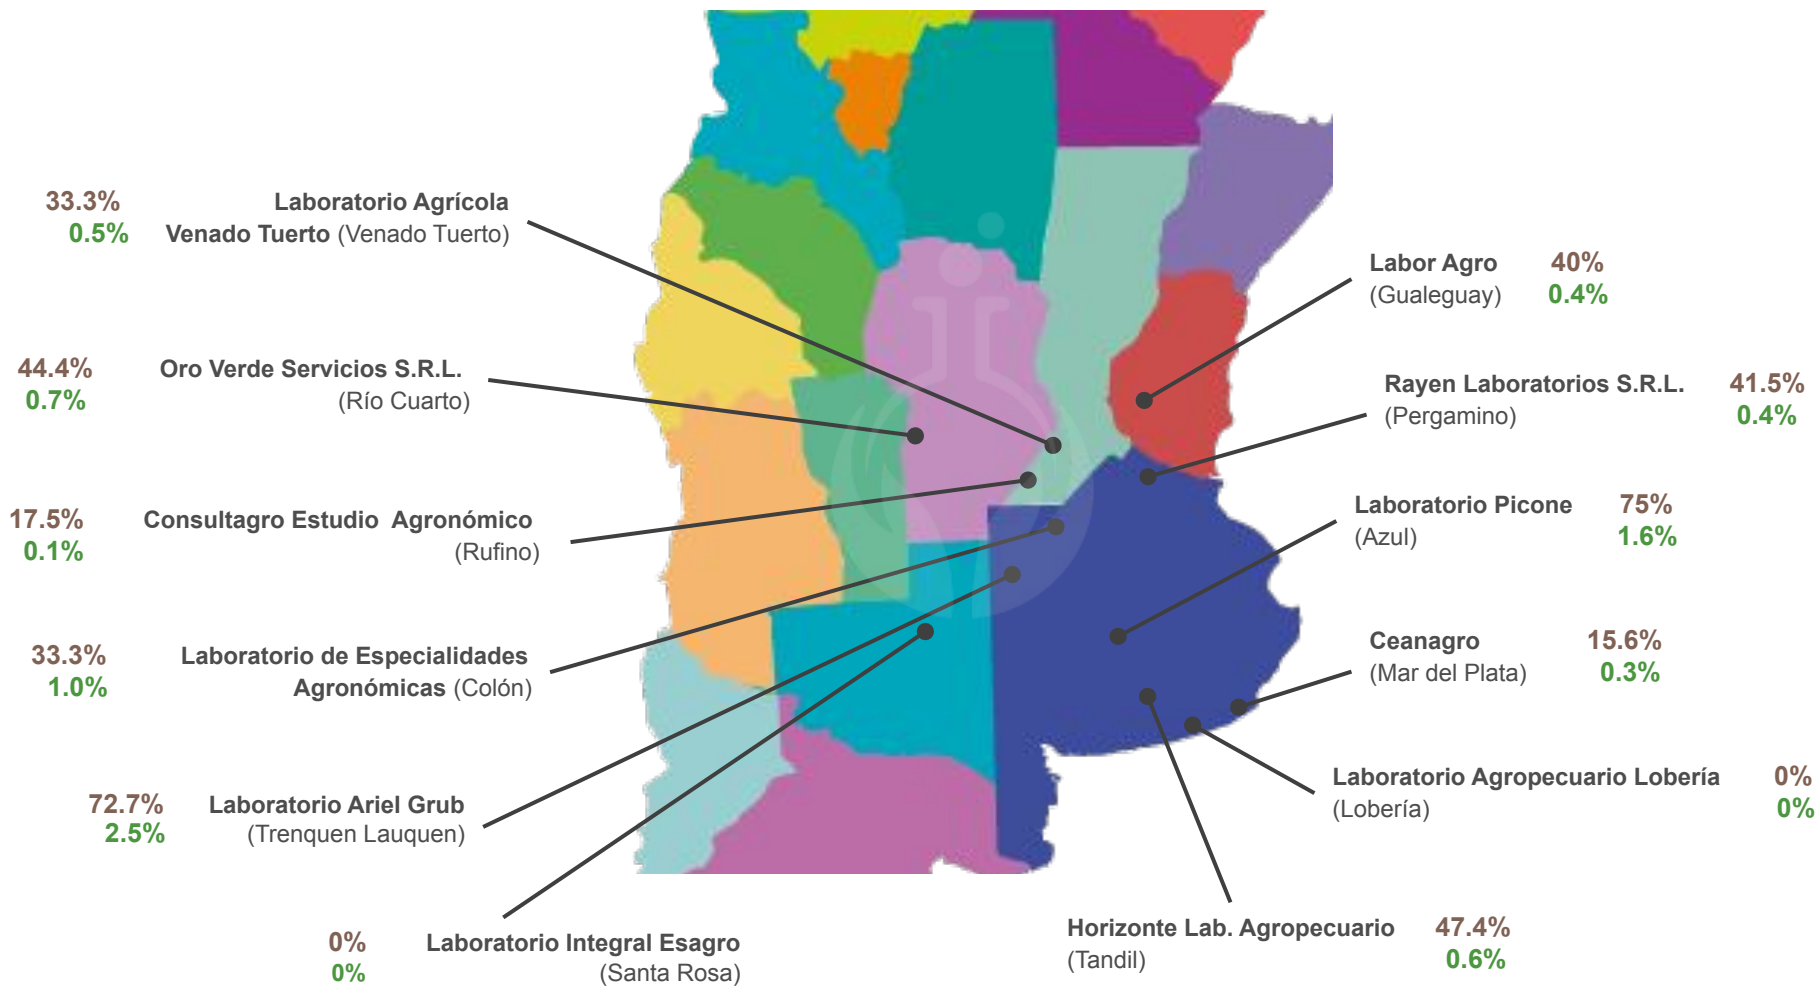 33.3%
0.5%
Laboratorio Agrícola
Venado Tuerto (Venado Tuerto)
44.4%
0.7%
Oro Verde Servicios S.R.L.
(Río Cuarto)
17.5%
0.1%
Consultagro Estudio Agronómico
(Rufino)
33.3%
1.0%
Laboratorio de Especialidades
Agronómicas (Colón)
72.7%
2.5%
Laboratorio Ariel Grub
(Trenquen Lauquen)
0%
0%
Laboratorio Integral Esagro
(Santa Rosa)
Labor Agro
(Gualeguay)
40%
0.4%
Rayen Laboratorios S.R.L.
(Pergamino)
41.5%
0.4%
Laboratorio Picone
(Azul)
75%
1.6%
Ceanagro
(Mar del Plata)
15.6%
0.3%
Laboratorio Agropecuario Lobería
(Lobería)
0%
0%
Horizonte Lab. Agropecuario
(Tandil)
47.4%
0.6%